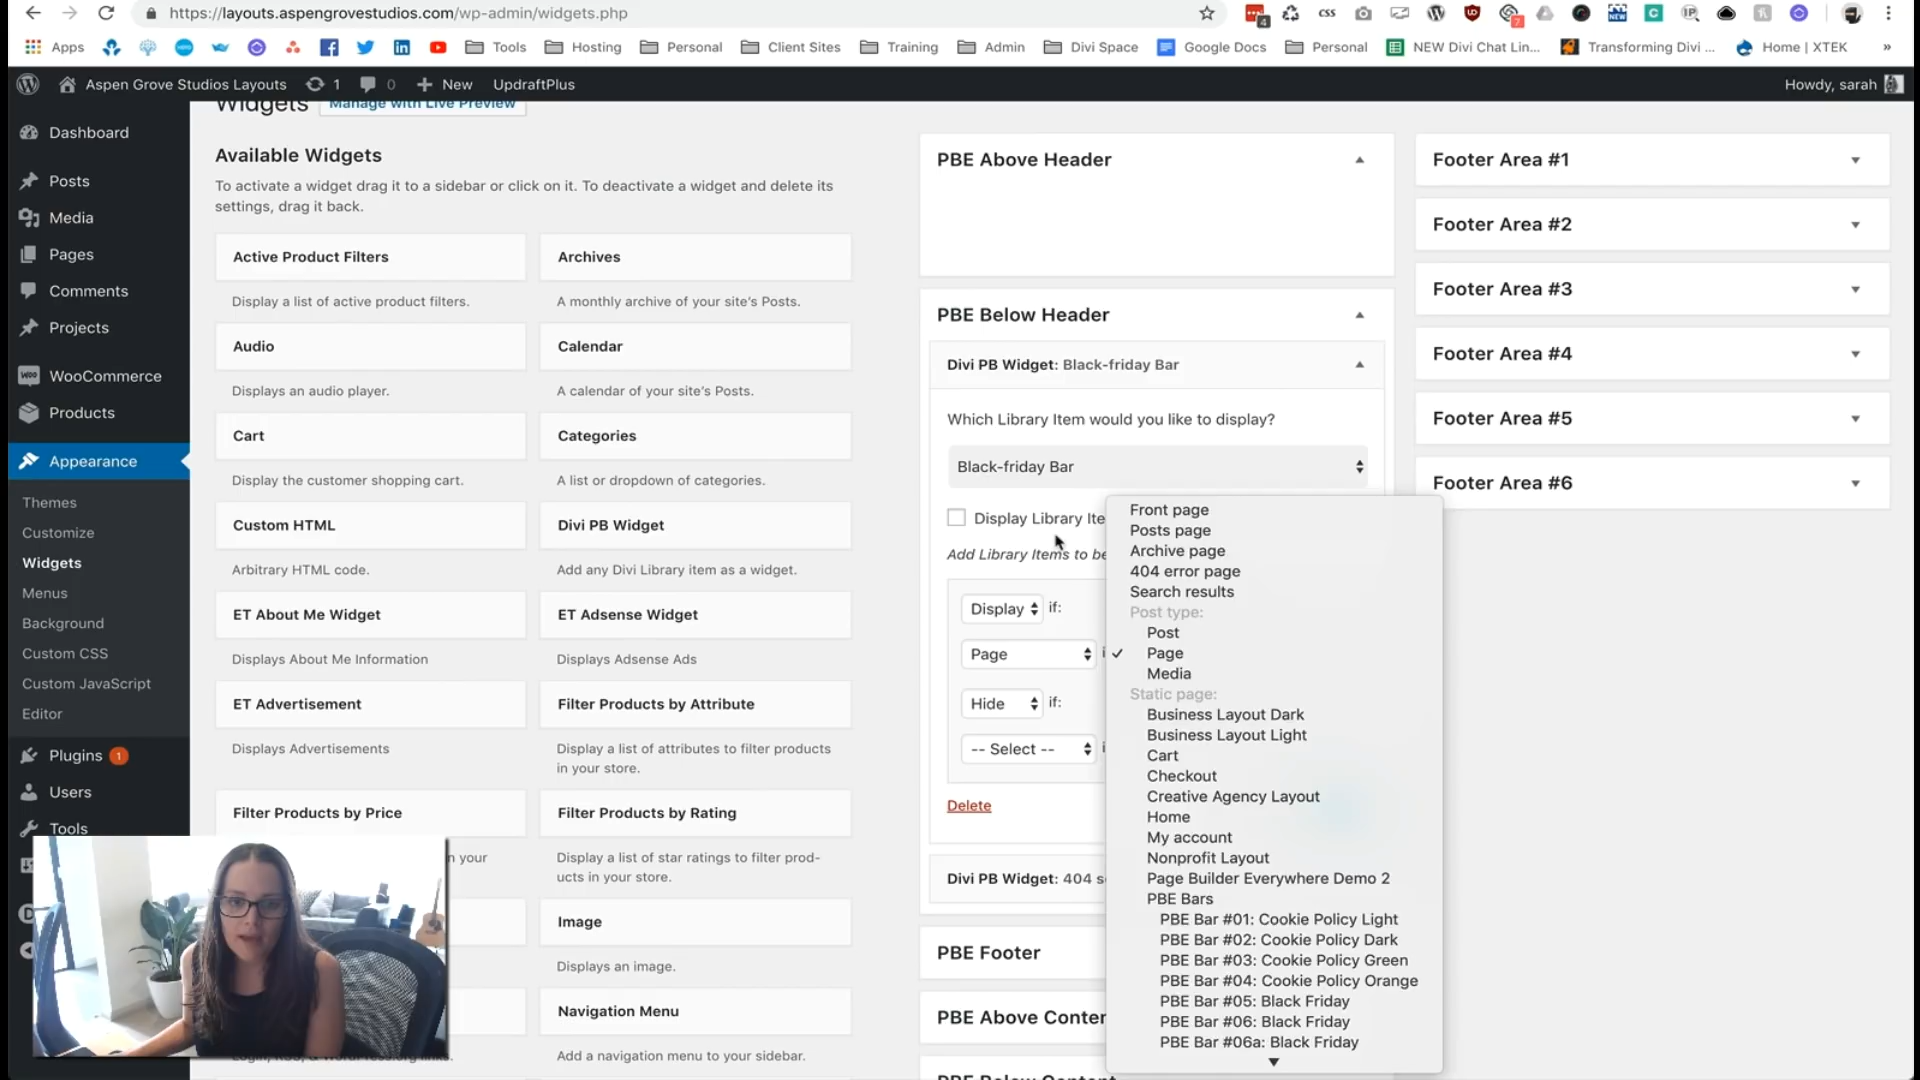 https://layouts.aspengrovestudios.com/wp-admin/widgets.php
4
css
NEW
7
IP
Apps
Tools
Hosting
Personal
Client Sites
Training
Admin
Divi Space
Google Docs
Personal
NEW Divi Chat Lin...
Transforming Divi ...
Home | XTEK
»
Aspen Grove Studios Layouts
1
0
New
UpdraftPlus
Howdy, sarah
Widgets
Manage with Live Preview
Dashboard
Posts
Media
Pages
Comments
Projects
WooCommerce
Products
Appearance
Themes
Customize
Widgets
Menus
Background
Custom CSS
Custom JavaScript
Editor
Plugins 1
Users
Tools
Available Widgets
To activate a widget drag it to a sidebar or click on it. To deactivate a widget and delete its
settings, drag it back.
Active Product Filters
Display a list of active product filters.
Archives
A monthly archive of your site's Posts.
Audio
Displays an audio player.
Calendar
A calendar of your site's Posts.
Cart
Display the customer shopping cart.
Categories
A list or dropdown of categories.
Custom HTML
Arbitrary HTML code.
Divi PB Widget
Add any Divi Library item as a widget.
ET About Me Widget
Displays About Me Information
ET Adsense Widget
Displays Adsense Ads
ET Advertisement
Displays Advertisements
Filter Products by Attribute
Display a list of attributes to filter products
in your store.
Filter Products by Price
n your
Filter Products by Rating
Display a list of star ratings to filter prod-
ucts in your store.
Image
Displays an image.
Navigation Menu
Add a navigation menu to your sidebar.
PBE Above Header
PBE Below Header
Divi PB Widget: Black-friday Bar
Which Library Item would you like to display?
Black-friday Bar
Display Library Ite
Add Library Items to be
Display if:
Page i
Hide if:
-- Select -- i
Delete
Divi PB Widget: 404 s
PBE Footer
PBE Above Conten
PBE Below Content
Front page
Posts page
Archive page
404 error page
Search results
Post type:
Post
✓ Page
Media
Static page:
Business Layout Dark
Business Layout Light
Cart
Checkout
Creative Agency Layout
Home
My account
Nonprofit Layout
Page Builder Everywhere Demo 2
PBE Bars
PBE Bar #01: Cookie Policy Light
PBE Bar #02: Cookie Policy Dark
PBE Bar #03: Cookie Policy Green
PBE Bar #04: Cookie Policy Orange
PBE Bar #05: Black Friday
PBE Bar #06: Black Friday
PBE Bar #06a: Black Friday
Footer Area #1
Footer Area #2
Footer Area #3
Footer Area #4
Footer Area #5
Footer Area #6